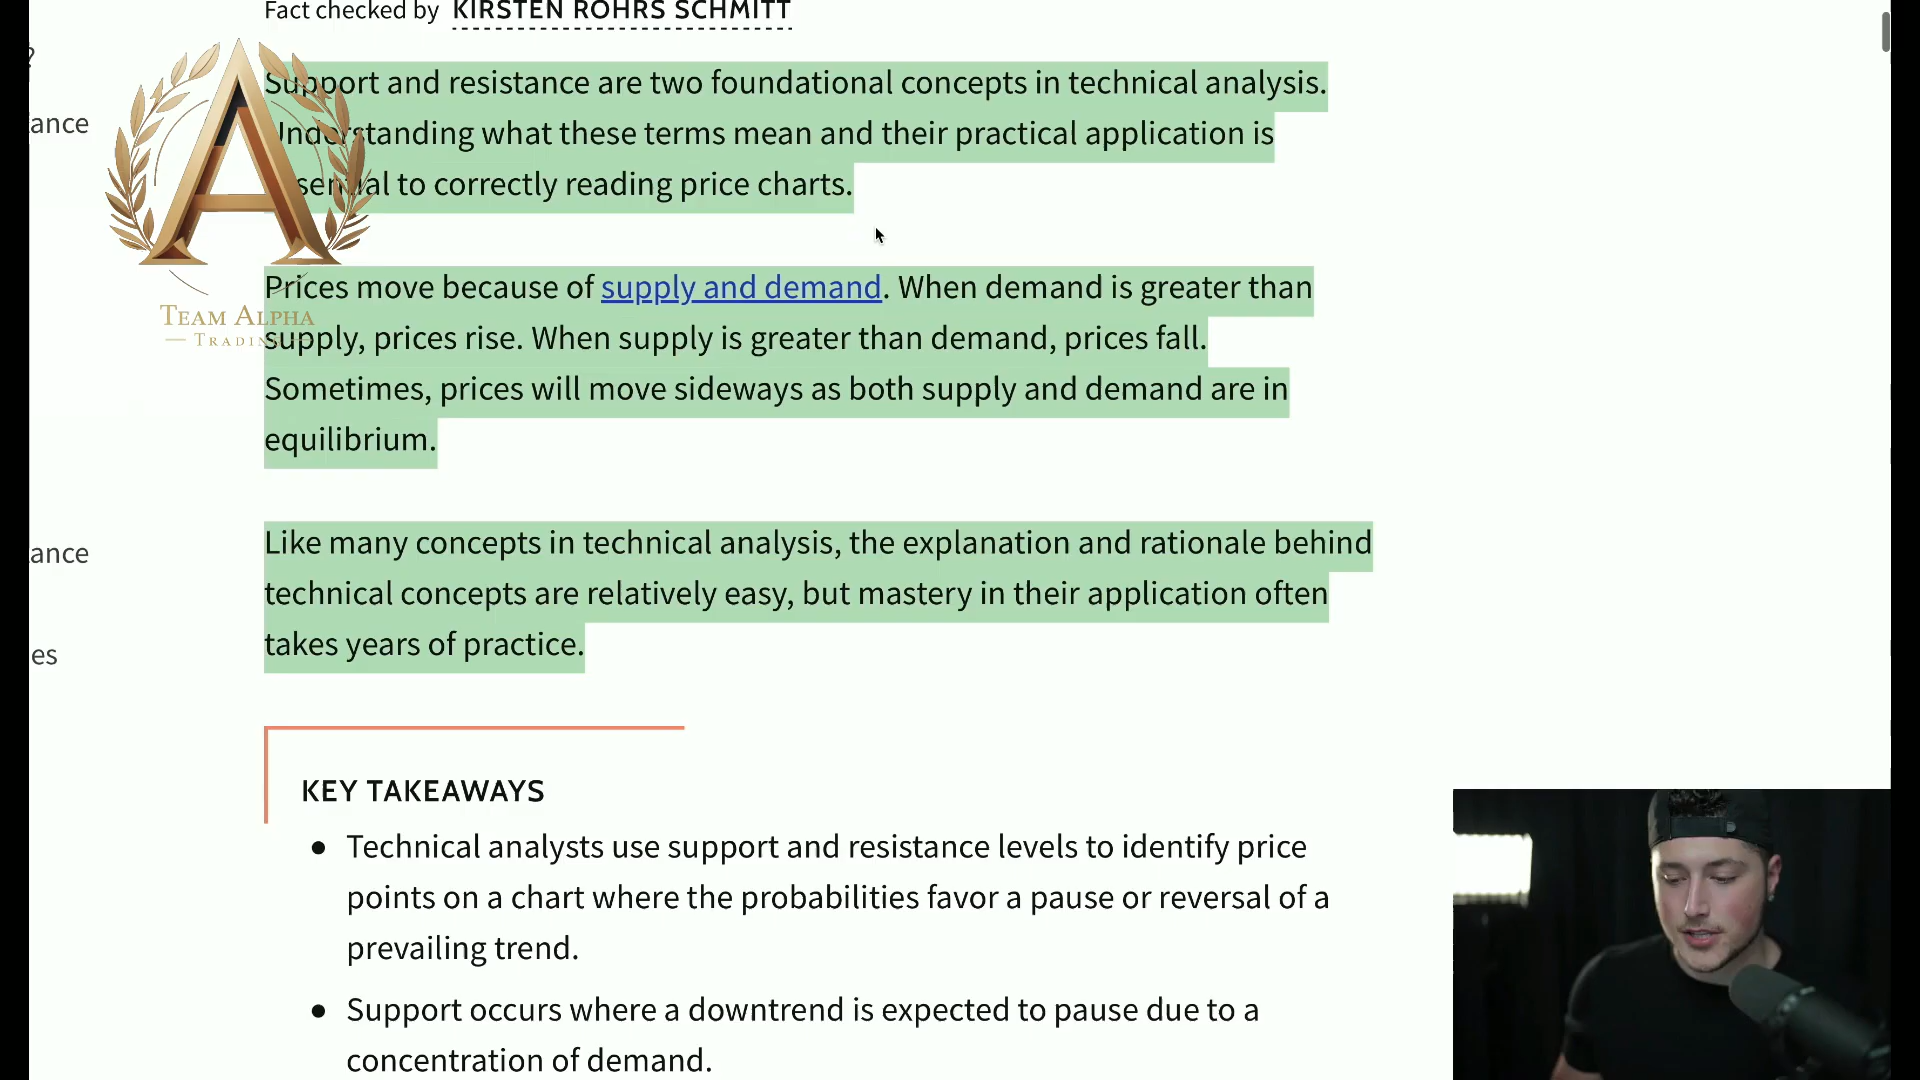 Fact checked by KIRSTEN ROHRS SCHMITT
?
Support and resistance are two foundational concepts in technical analysis.
ance
Understanding what these terms mean and their practical application is
essential to correctly reading price charts.
Prices move because of supply and demand. When demand is greater than
TEAM ALPHA
TRADING
supply, prices rise. When supply is greater than demand, prices fall.
Sometimes, prices will move sideways as both supply and demand are in
equilibrium.
Like many concepts in technical analysis, the explanation and rationale behind
ance
technical concepts are relatively easy, but mastery in their application often
takes years of practice.
es
KEY TAKEAWAYS
● Technical analysts use support and resistance levels to identify price
points on a chart where the probabilities favor a pause or reversal of a
prevailing trend.
● Support occurs where a downtrend is expected to pause due to a
concentration of demand.